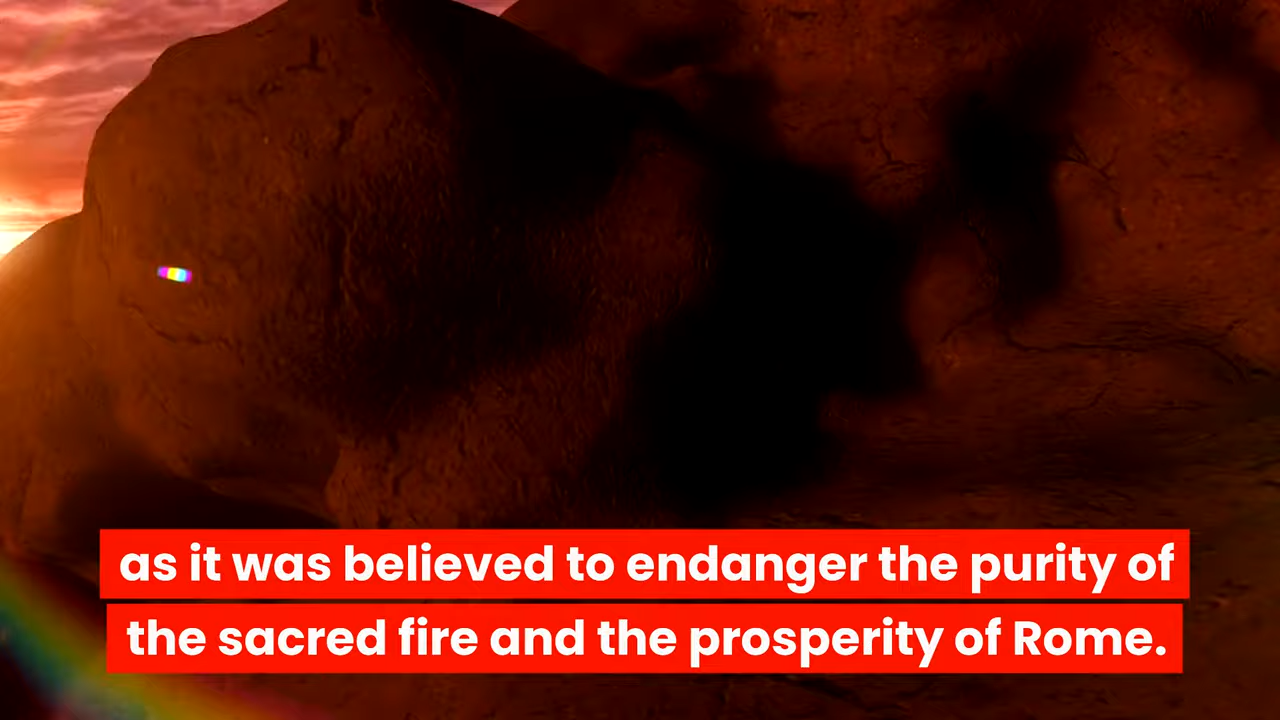 as it was believed to endanger the purity of
the sacred fire and the prosperity of Rome.